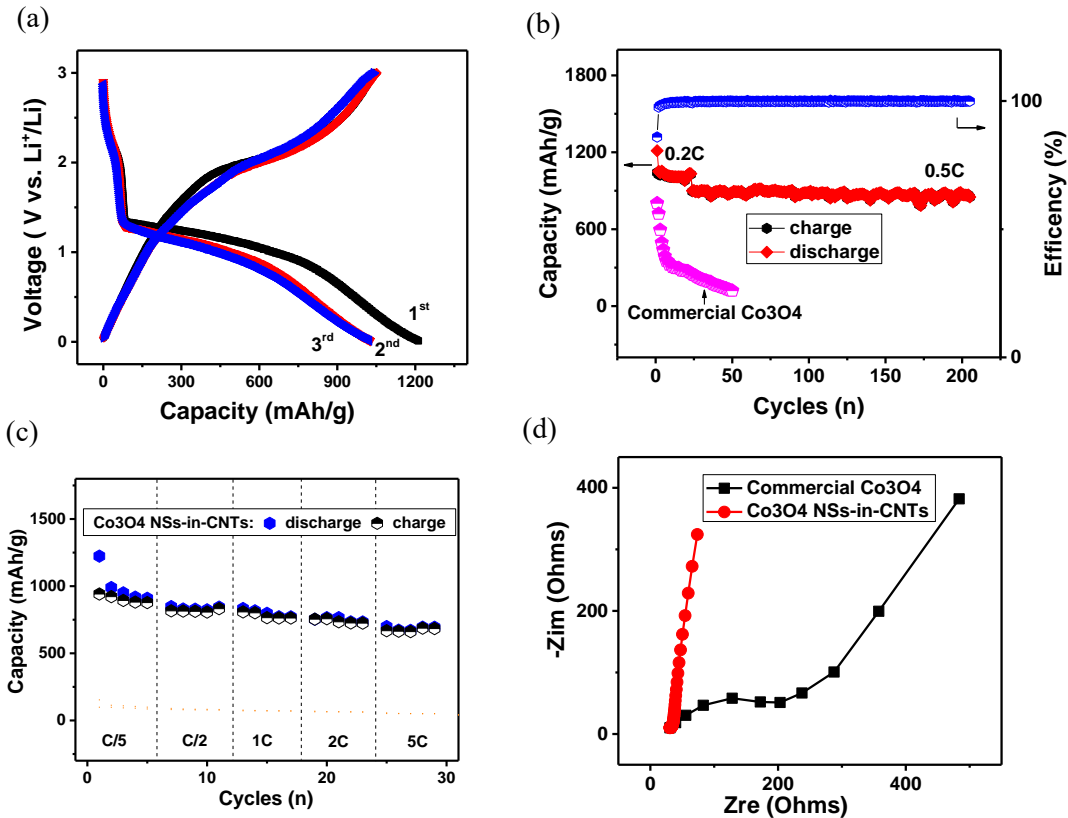 (a)
Voltage ( V vs. Li⁺/Li)
3
2
1
0
1ˢᵗ
3ʳᵈ
2ⁿᵈ
0 300 600 900 1200
Capacity (mAh/g)
(b)
Capacity (mAh/g)
1800
1500
1200
900
600
300
0
0.2C
0.5C
charge
discharge
Commercial Co3O4
100
0
Efficency (%)
0 50 100 150 200
Cycles (n)
(c)
Capacity (mAh/g)
1500
1000
500
0
Co3O4 NSs-in-CNTs: discharge charge
C/5 C/2 1C 2C 5C
0 10 20 30
Cycles (n)
(d)
-Zim (Ohms)
400
200
0
Commercial Co3O4
Co3O4 NSs-in-CNTs
0 200 400
Zre (Ohms)